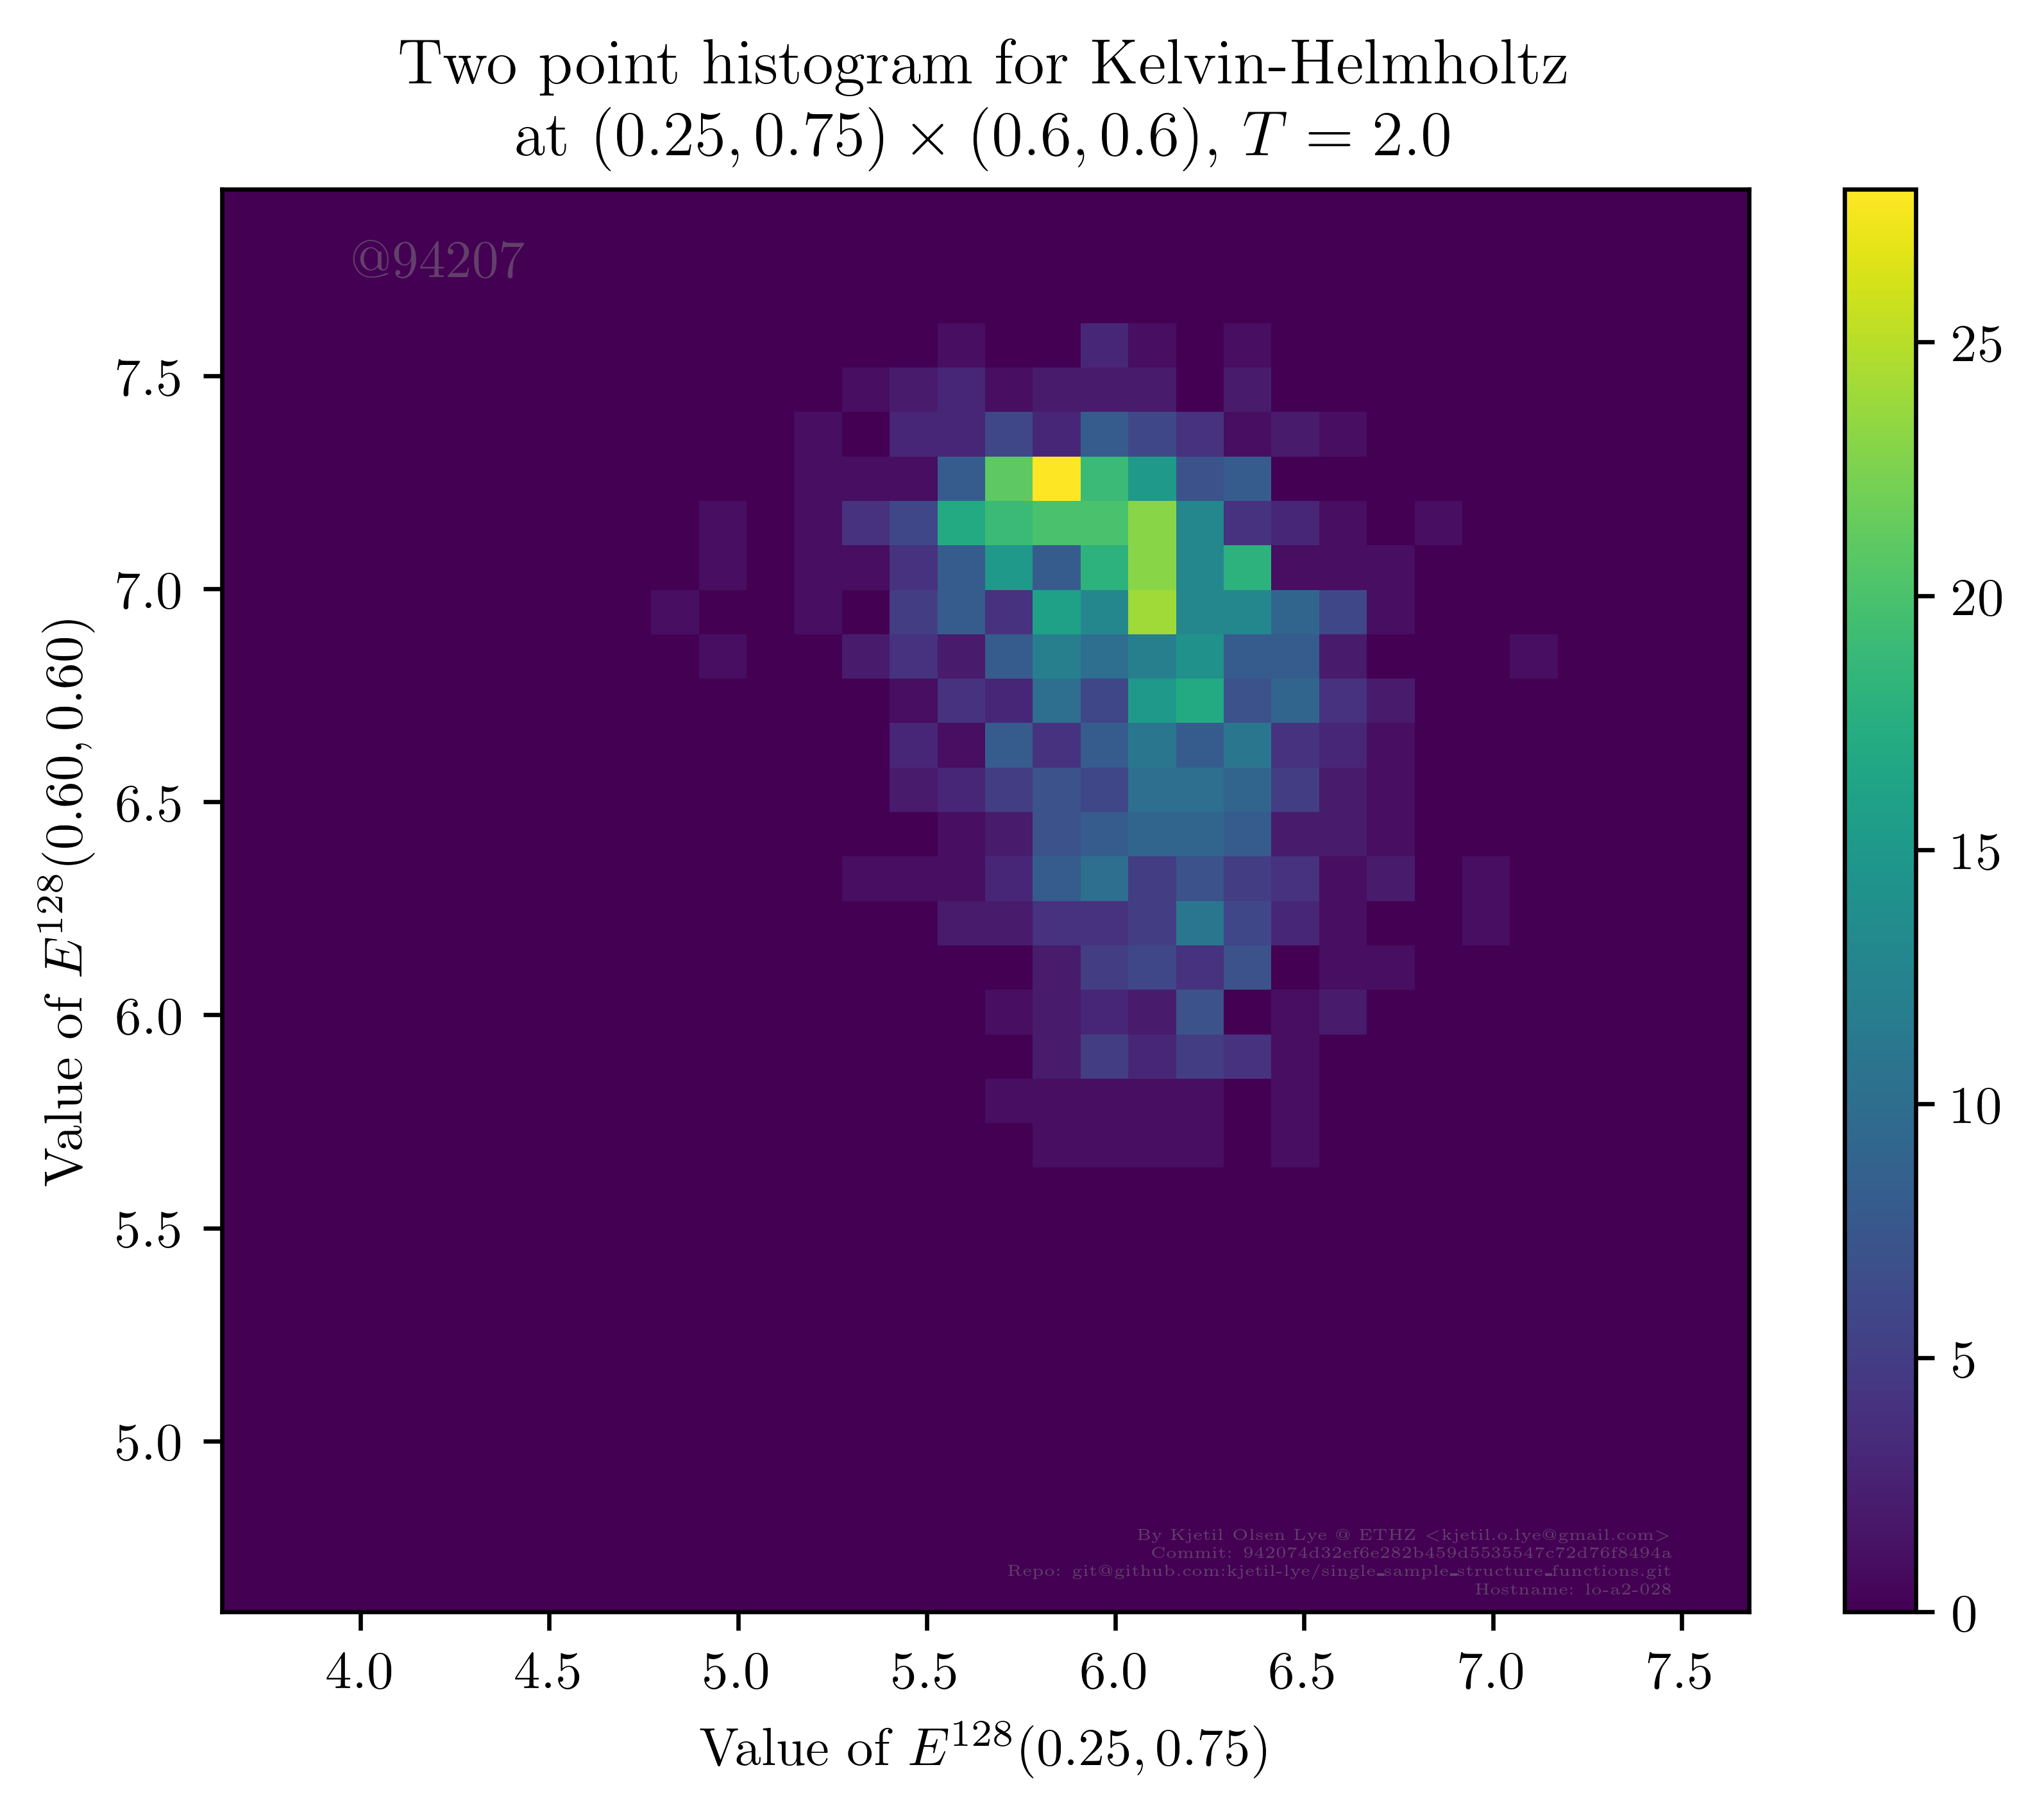 Two point histogram for Kelvin-Helmholtz
at (0.25, 0.75) × (0.6, 0.6), T = 2.0
@94207
7.5
7.0
6.5
6.0
5.5
5.0
Value of E^128(0.60, 0.60)
4.0 4.5 5.0 5.5 6.0 6.5 7.0 7.5
Value of E^128(0.25, 0.75)
25
20
15
10
5
0
By Kjetil Olsen Lye @ ETHZ <kjetil.o.lye@gmail.com>
Commit: 942074d32ef6e282b459d5535547c72d76f8494a
Repo: git@github.com:kjetil-lye/single_sample_structure_functions.git
Hostname: lo-a2-028